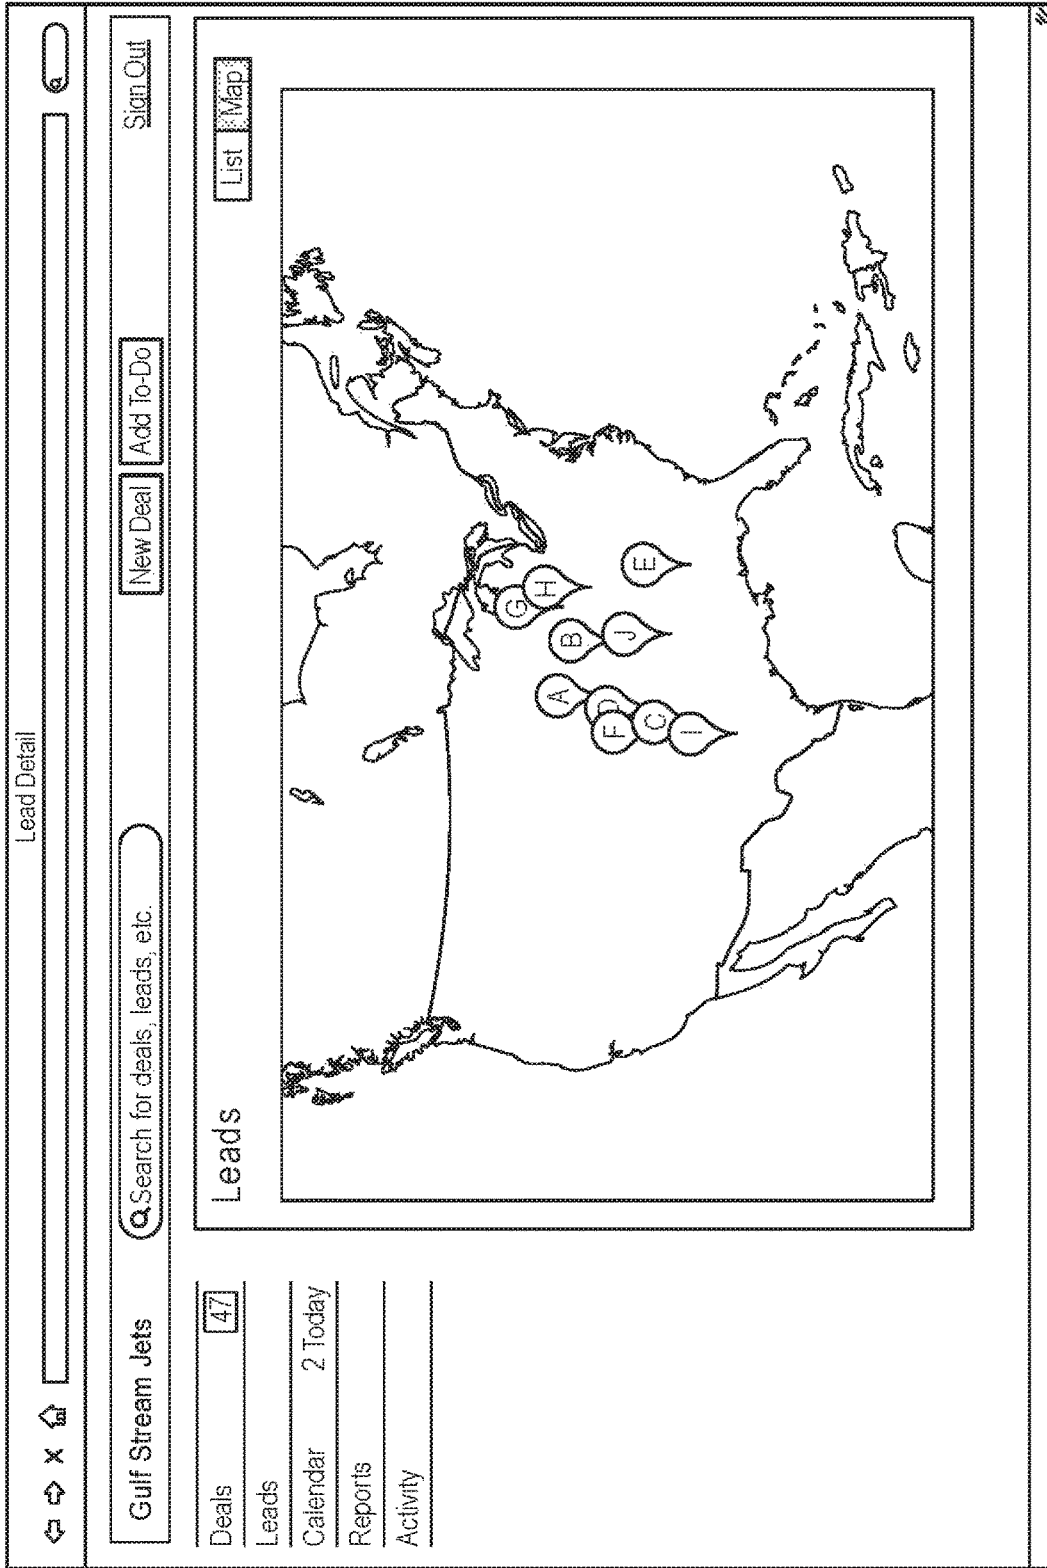 Lead Detail
Gulf Stream Jets
Search for deals, leads, etc.
New Deal
Add To-Do
Sign Out
Deals 47
Leads
Calendar 2 Today
Reports
Activity
Leads
List
Map
A
B
C
D
E
F
G
H
I
J